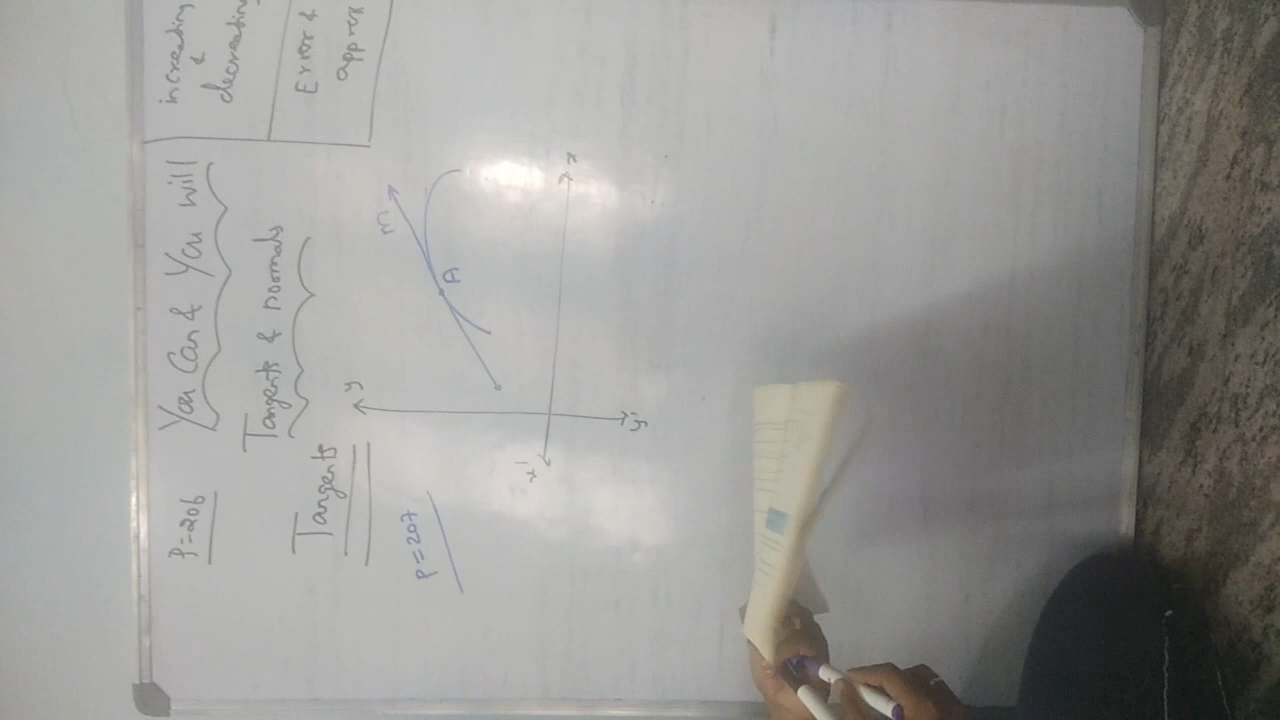 P=206 You Can & You will
Tangents & normals
Tangents
P=207
increasing
&
decreasing
Error &
approx
y
m
A
x
x'
y'